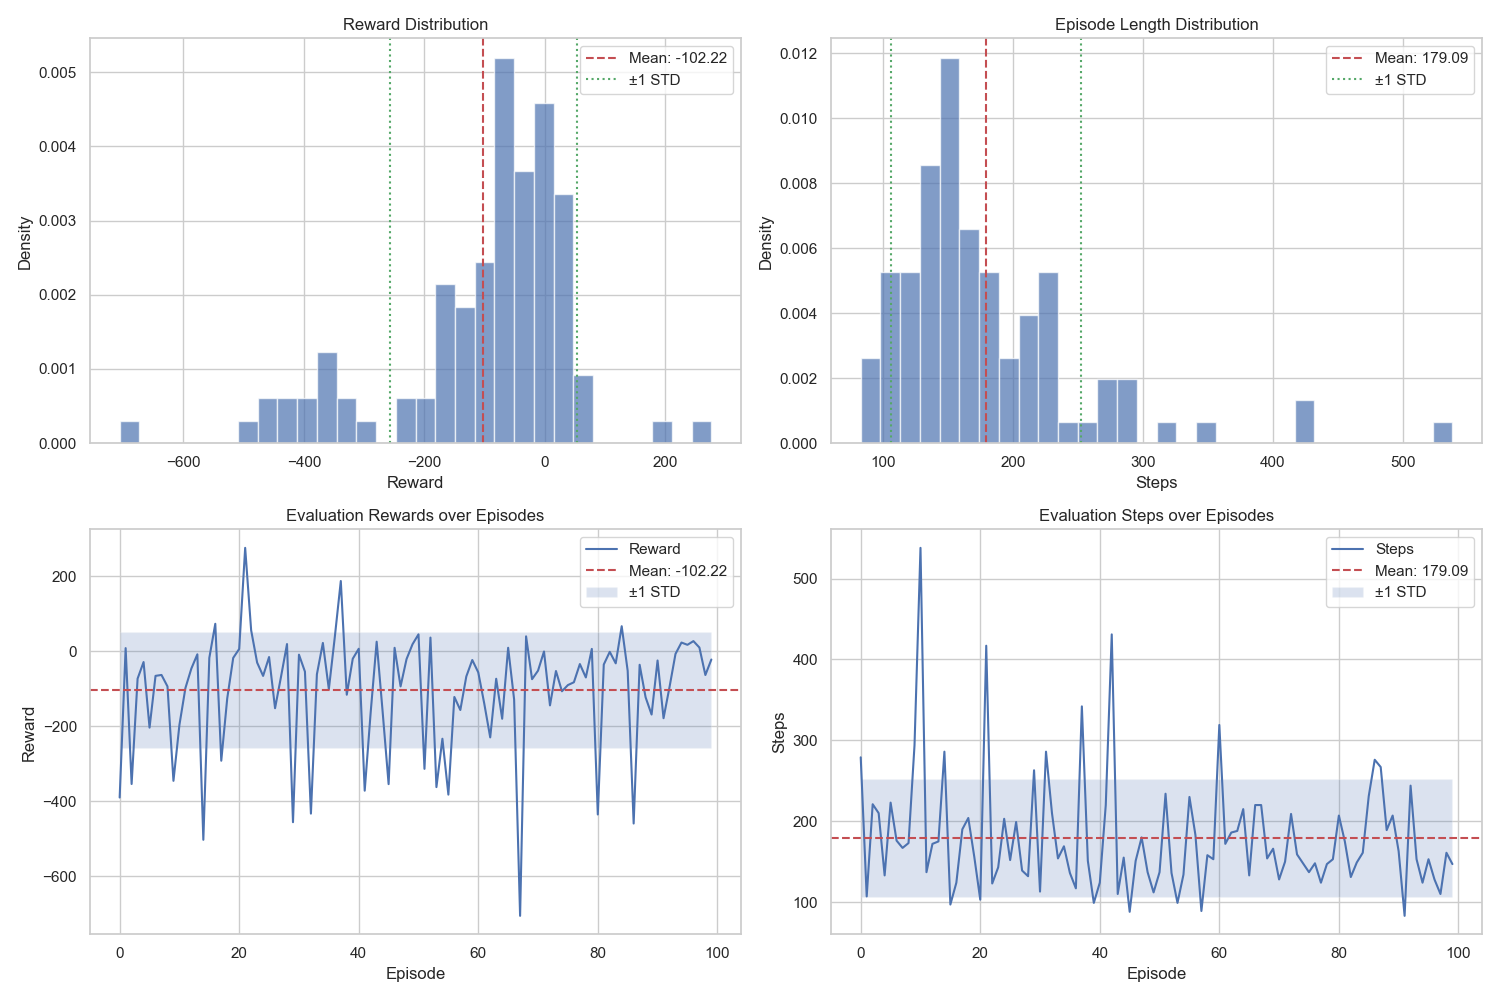 Reward Distribution
Mean: -102.22
±1 STD
Density
0.005
0.004
0.003
0.002
0.001
0.000
−600
−400
−200
0
200
Reward
Episode Length Distribution
Mean: 179.09
±1 STD
Density
0.012
0.010
0.008
0.006
0.004
0.002
0.000
100
200
300
400
500
Steps
Evaluation Rewards over Episodes
Reward
Mean: -102.22
±1 STD
Reward
200
0
−200
−400
−600
0
20
40
60
80
100
Episode
Evaluation Steps over Episodes
Steps
Mean: 179.09
±1 STD
Steps
500
400
300
200
100
0
20
40
60
80
100
Episode